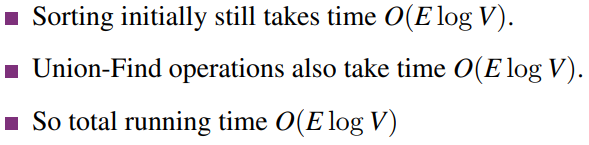 Sorting initially still takes time O(E log V).
Union-Find operations also take time O(E log V).
So total running time O(E log V)